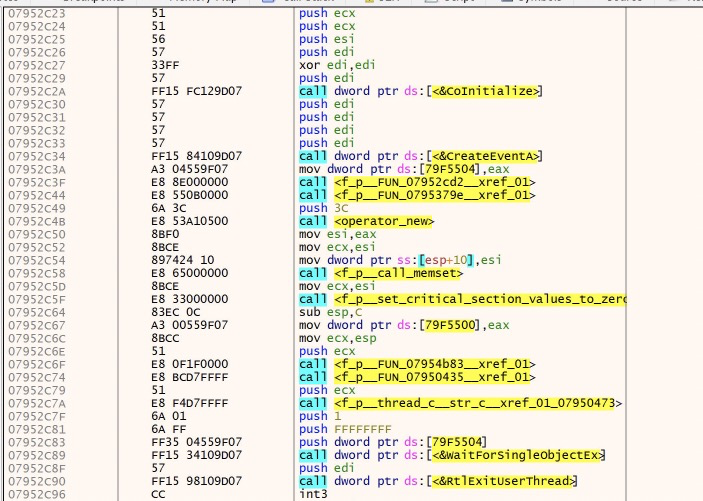 07952C23 51 push ecx
07952C24 51 push ecx
07952C25 56 push esi
07952C26 57 push edi
07952C27 33FF xor edi,edi
07952C29 57 push edi
07952C2A FF15 FC129D07 call dword ptr ds:[<&CoInitialize>]
07952C30 57 push edi
07952C31 57 push edi
07952C32 57 push edi
07952C33 57 push edi
07952C34 FF15 84109D07 call dword ptr ds:[<&CreateEventA>]
07952C3A A3 04559F07 mov dword ptr ds:[79F5504],eax
07952C3F E8 8E000000 call <f_p__FUN_07952cd2__xref_01>
07952C44 E8 550B0000 call <f_p__FUN_0795379e__xref_01>
07952C49 6A 3C push 3C
07952C4B E8 53A10500 call <operator_new>
07952C50 8BF0 mov esi,eax
07952C52 8BCE mov ecx,esi
07952C54 897424 10 mov dword ptr ss:[esp+10],esi
07952C58 E8 65000000 call <f_p__call_memset>
07952C5D 8BCE mov ecx,esi
07952C5F E8 33000000 call <f_p__set_critical_section_values_to_zero
07952C64 83EC 0C sub esp,C
07952C67 A3 00559F07 mov dword ptr ds:[79F5500],eax
07952C6C 8BCC mov ecx,esp
07952C6E 51 push ecx
07952C6F E8 0F1F0000 call <f_p__FUN_07954b83__xref_01>
07952C74 E8 BCD7FFFF call <f_p__FUN_07950435__xref_01>
07952C79 51 push ecx
07952C7A E8 F4D7FFFF call <f_p__thread_c__str_c__xref_01_07950473>
07952C7F 6A 01 push 1
07952C81 6A FF push FFFFFFFF
07952C83 FF35 04559F07 push dword ptr ds:[79F5504]
07952C89 FF15 34109D07 call dword ptr ds:[<&WaitForSingleObjectEx>]
07952C8F 57 push edi
07952C90 FF15 98109D07 call dword ptr ds:[<&RtlExitUserThread>]
07952C96 CC int3